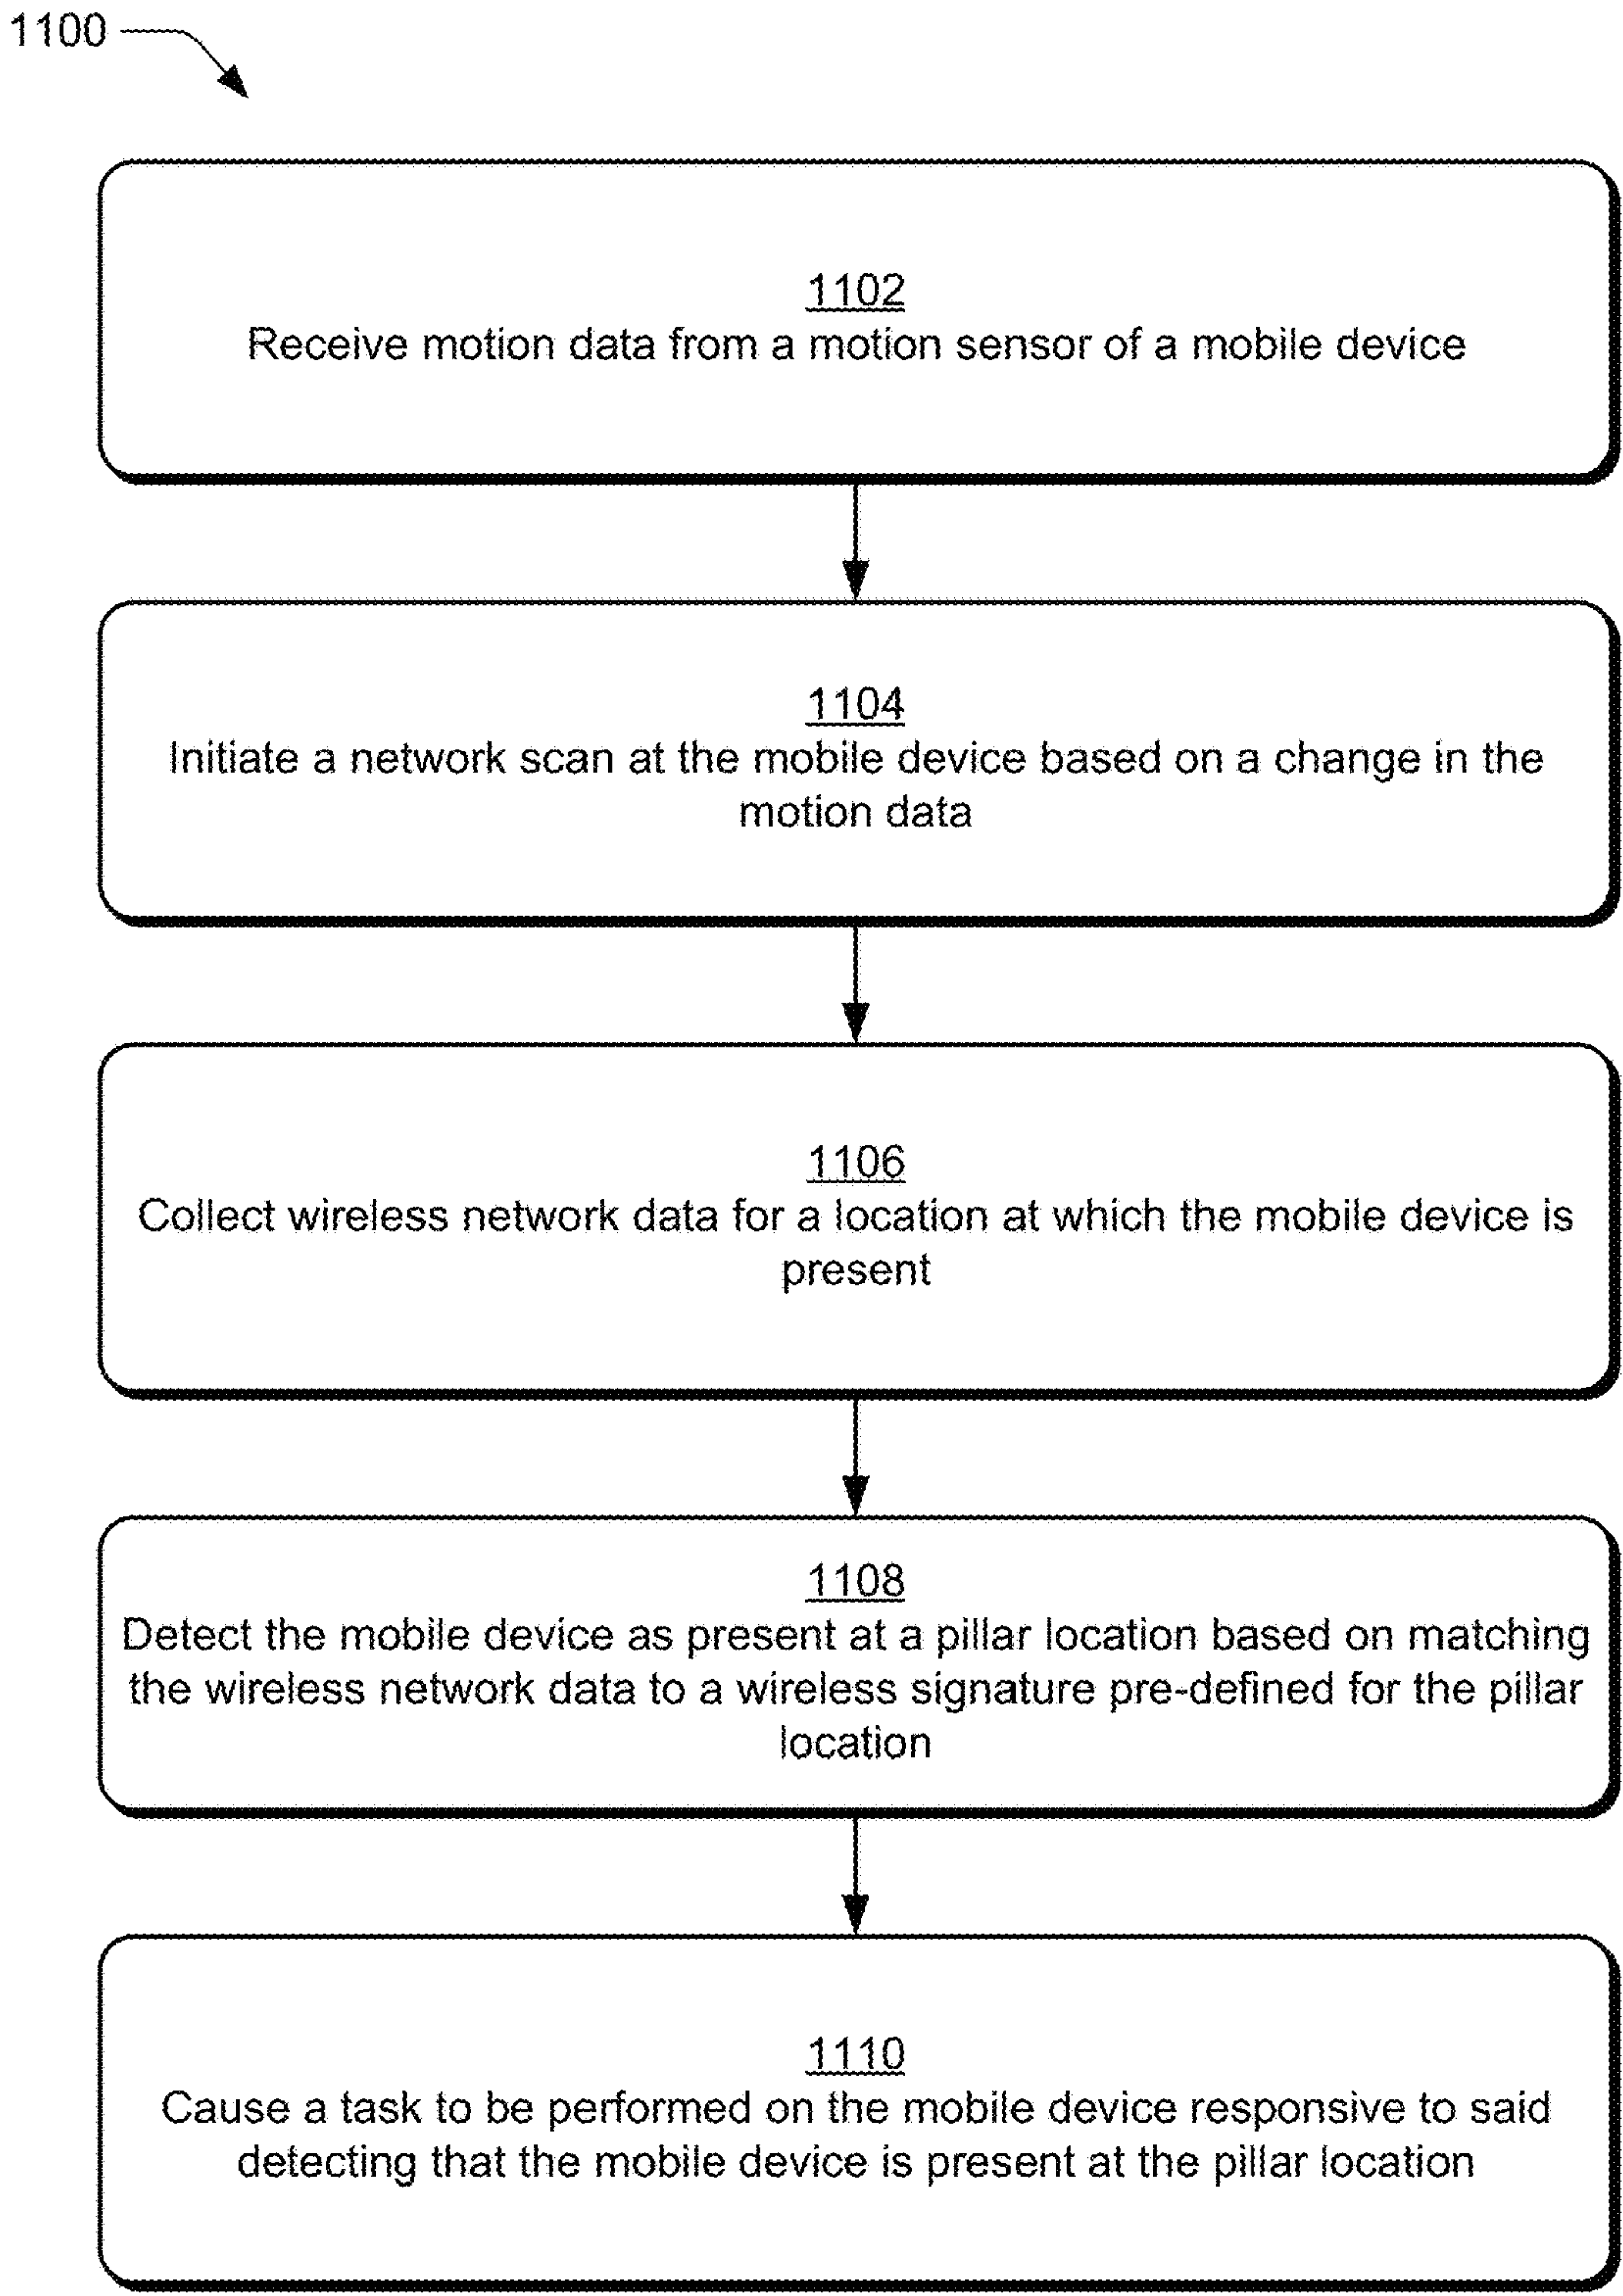 1100
1102
Receive motion data from a motion sensor of a mobile device
1104
Initiate a network scan at the mobile device based on a change in the
motion data
1106
Collect wireless network data for a location at which the mobile device is
present
1108
Detect the mobile device as present at a pillar location based on matching
the wireless network data to a wireless signature pre-defined for the pillar
location
1110
Cause a task to be performed on the mobile device responsive to said
detecting that the mobile device is present at the pillar location